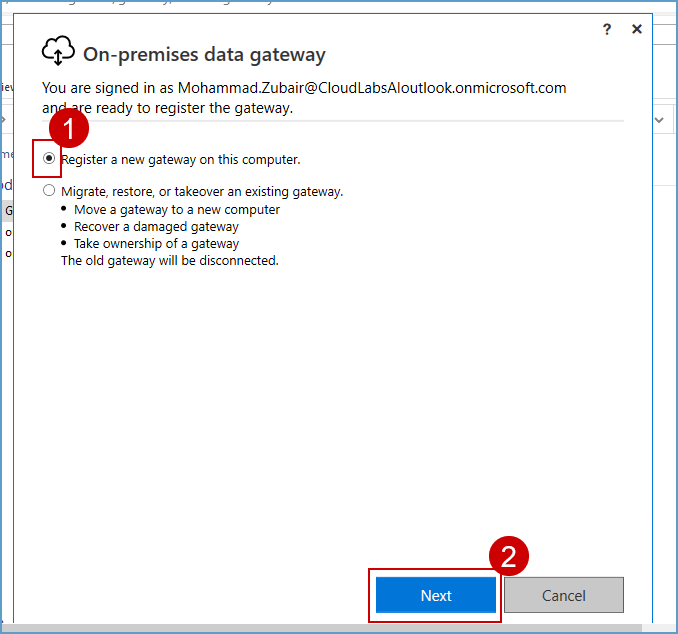 ? ×
On-premises data gateway
You are signed in as Mohammad.Zubair@CloudLabsAIoutlook.onmicrosoft.com
and are ready to register the gateway.
1
Register a new gateway on this computer.
Migrate, restore, or takeover an existing gateway.
• Move a gateway to a new computer
• Recover a damaged gateway
• Take ownership of a gateway
The old gateway will be disconnected.
2
Next Cancel